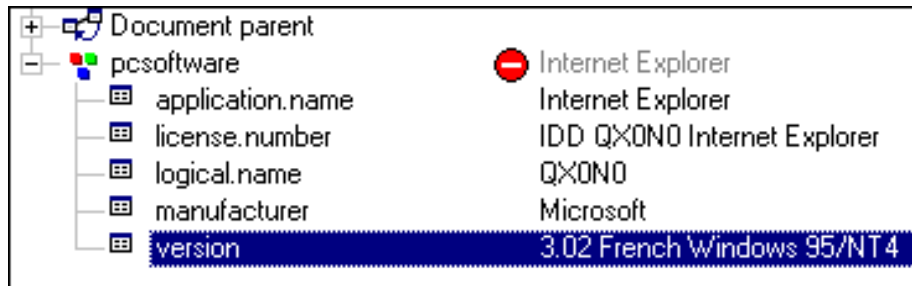 Document parent
pcsoftware Internet Explorer
application.name Internet Explorer
license.number IDD QX0N0 Internet Explorer
logical.name QX0N0
manufacturer Microsoft
version 3.02 French Windows 95/NT4